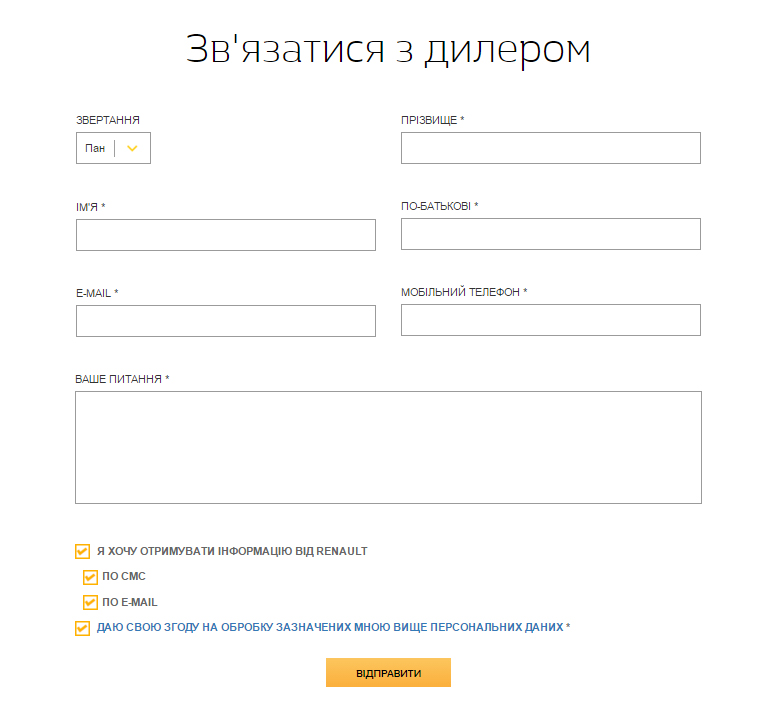 Зв'язатися з дилером
ЗВЕРТАННЯ
ПРІЗВИЩЕ *
Пан
ІМ'Я *
ПО-БАТЬКОВІ *
E-MAIL *
МОБІЛЬНИЙ ТЕЛЕФОН *
ВАШЕ ПИТАННЯ *
Я ХОЧУ ОТРИМУВАТИ ІНФОРМАЦІЮ ВІД RENAULT
ПО СМС
ПО E-MAIL
ДАЮ СВОЮ ЗГОДУ НА ОБРОБКУ ЗАЗНАЧЕНИХ МНОЮ ВИЩЕ ПЕРСОНАЛЬНИХ ДАНИХ *
ВІДПРАВИТИ